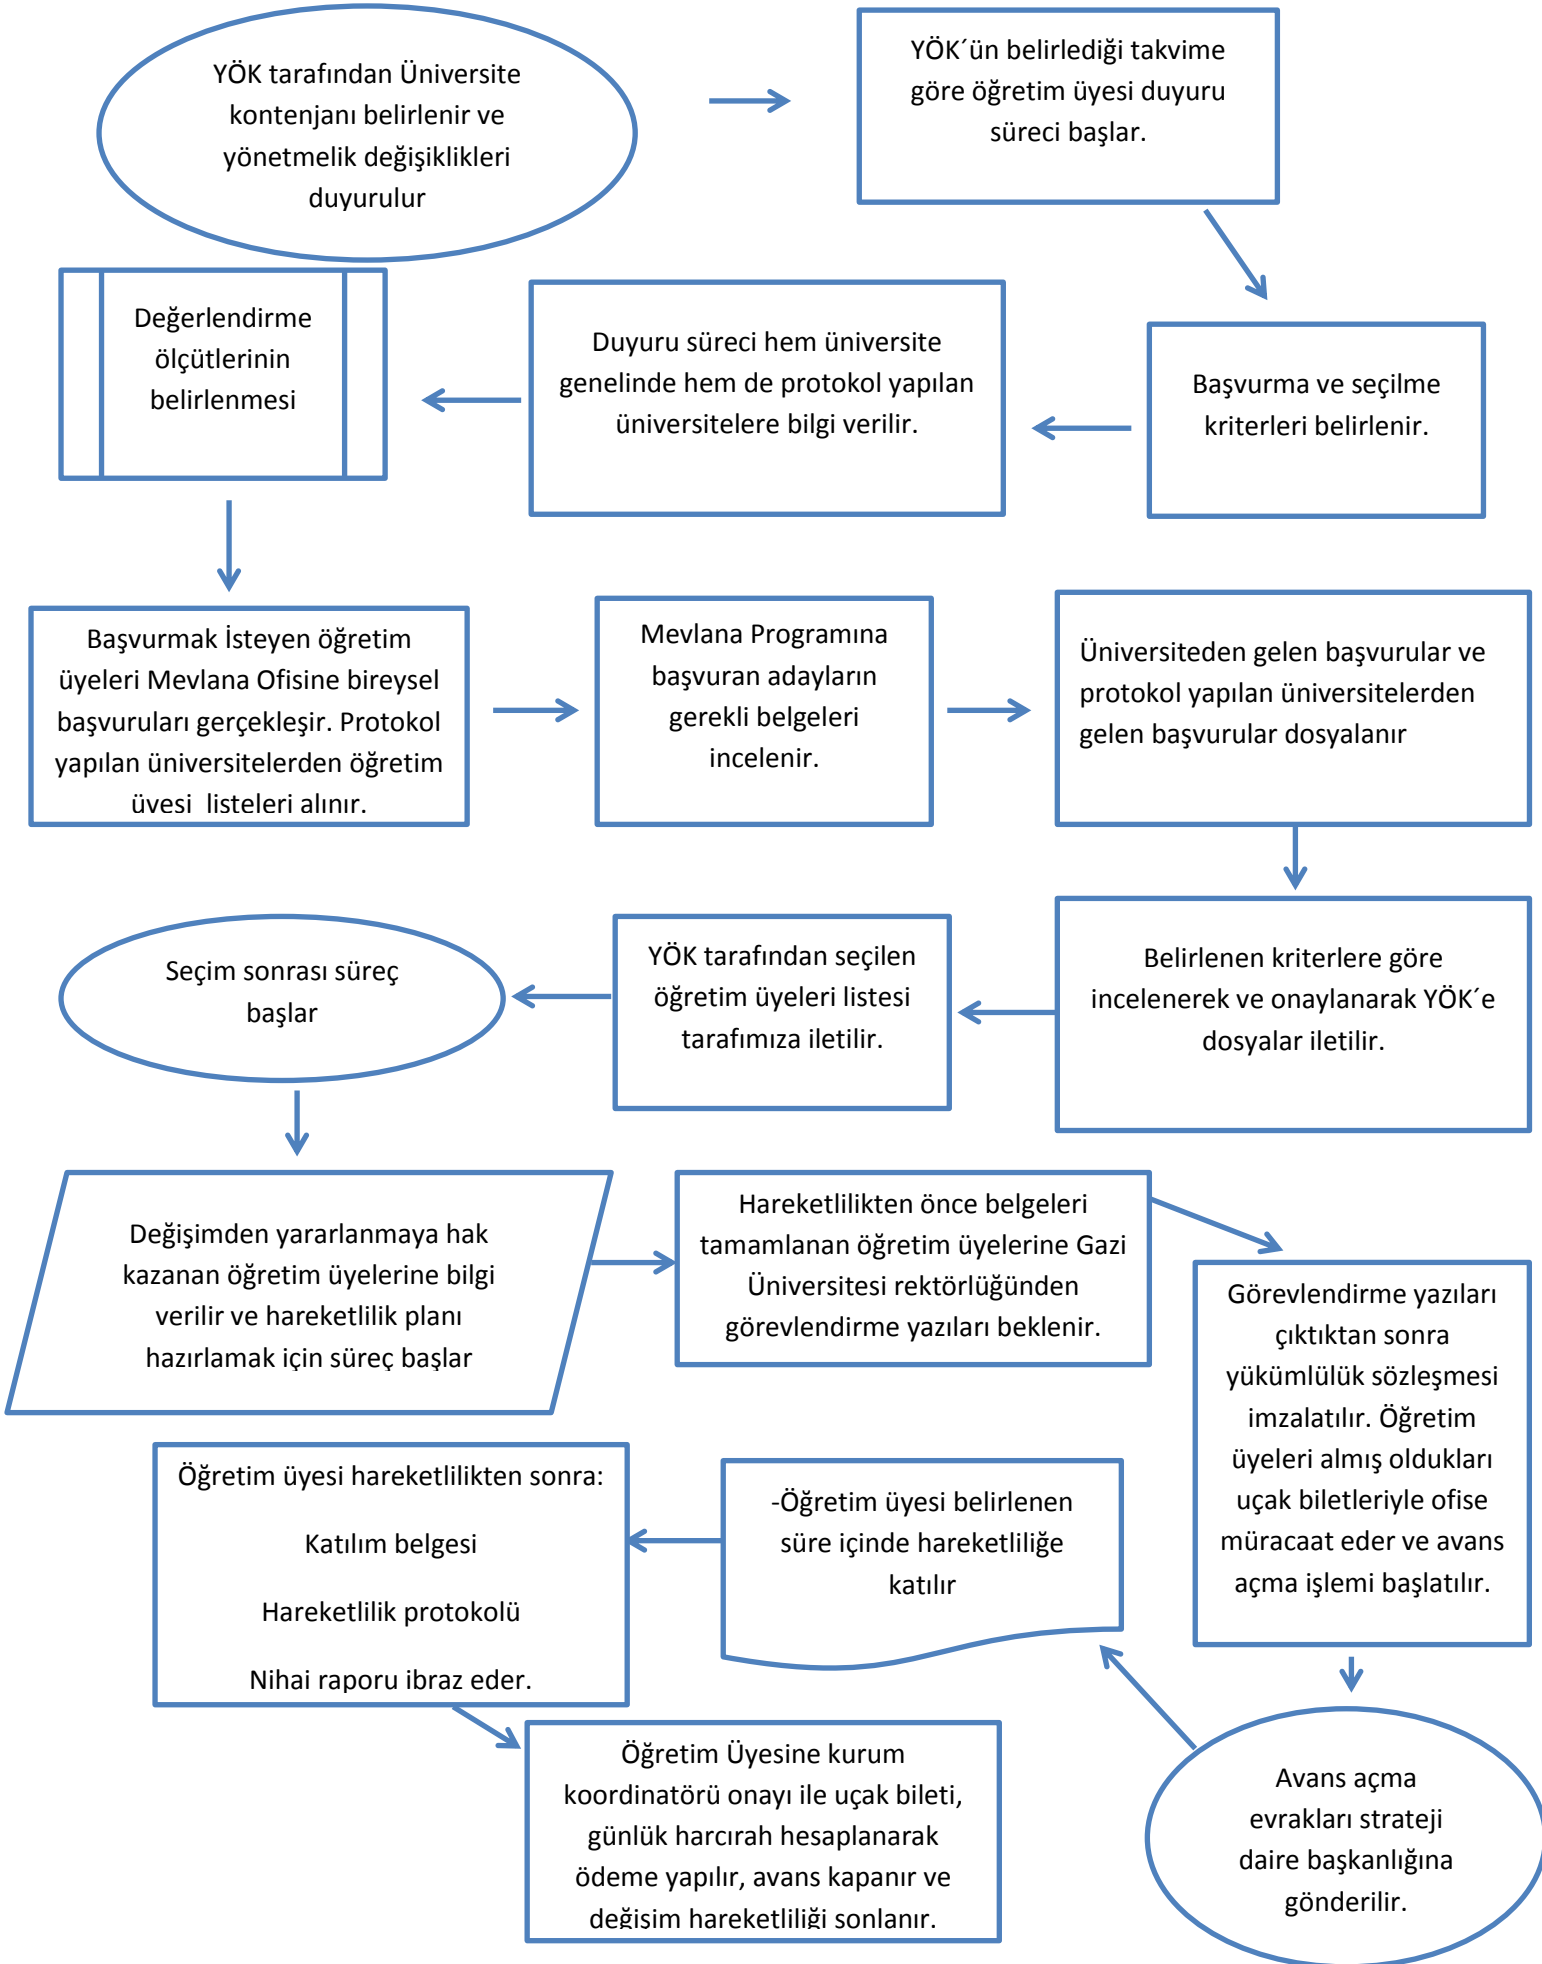 YÖK tarafından Üniversite
kontenjanı belirlenir ve
yönetmelik değişiklikleri
duyurulur
YÖK´ün belirlediği takvime
göre öğretim üyesi duyuru
süreci başlar.
Başvurma ve seçilme
kriterleri belirlenir.
Duyuru süreci hem üniversite
genelinde hem de protokol yapılan
üniversitelere bilgi verilir.
Değerlendirme
ölçütlerinin
belirlenmesi
Başvurmak İsteyen öğretim
üyeleri Mevlana Ofisine bireysel
başvuruları gerçekleşir. Protokol
yapılan üniversitelerden öğretim
üyesi  listeleri alınır.
Mevlana Programına
başvuran adayların
gerekli belgeleri
incelenir.
Üniversiteden gelen başvurular ve
protokol yapılan üniversitelerden
gelen başvurular dosyalanır
Belirlenen kriterlere göre
incelenerek ve onaylanarak YÖK´e
dosyalar iletilir.
YÖK tarafından seçilen
öğretim üyeleri listesi
tarafımıza iletilir.
Seçim sonrası süreç
başlar
Değişimden yararlanmaya hak
kazanan öğretim üyelerine bilgi
verilir ve hareketlilik planı
hazırlamak için süreç başlar
Hareketlilikten önce belgeleri
tamamlanan öğretim üyelerine Gazi
Üniversitesi rektörlüğünden
görevlendirme yazıları beklenir.
Görevlendirme yazıları
çıktıktan sonra
yükümlülük sözleşmesi
imzalatılır. Öğretim
üyeleri almış oldukları
uçak biletleriyle ofise
müracaat eder ve avans
açma işlemi başlatılır.
Avans açma
evrakları strateji
daire başkanlığına
gönderilir.
-Öğretim üyesi belirlenen
süre içinde hareketliliğe
katılır
Öğretim üyesi hareketlilikten sonra:
Katılım belgesi
Hareketlilik protokolü
Nihai raporu ibraz eder.
Öğretim Üyesine kurum
koordinatörü onayı ile uçak bileti,
günlük harcırah hesaplanarak
ödeme yapılır, avans kapanır ve
değişim hareketliliği sonlanır.